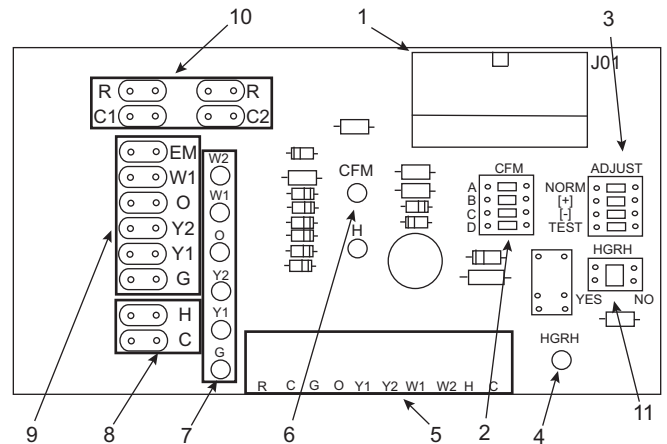 10
1
3
R
R
J01
C1
C2
EM
W1
O
Y2
Y1
G
W2
W1
O
Y2
Y1
G
CFM
H
CFM
A
B
C
D
ADJUST
NORM
[+]
[-]
TEST
HGRH
YES
NO
H
C
HGRH
R C G O Y1 Y2 W1 W2 H C
9
8
7
6
5
2
4
11